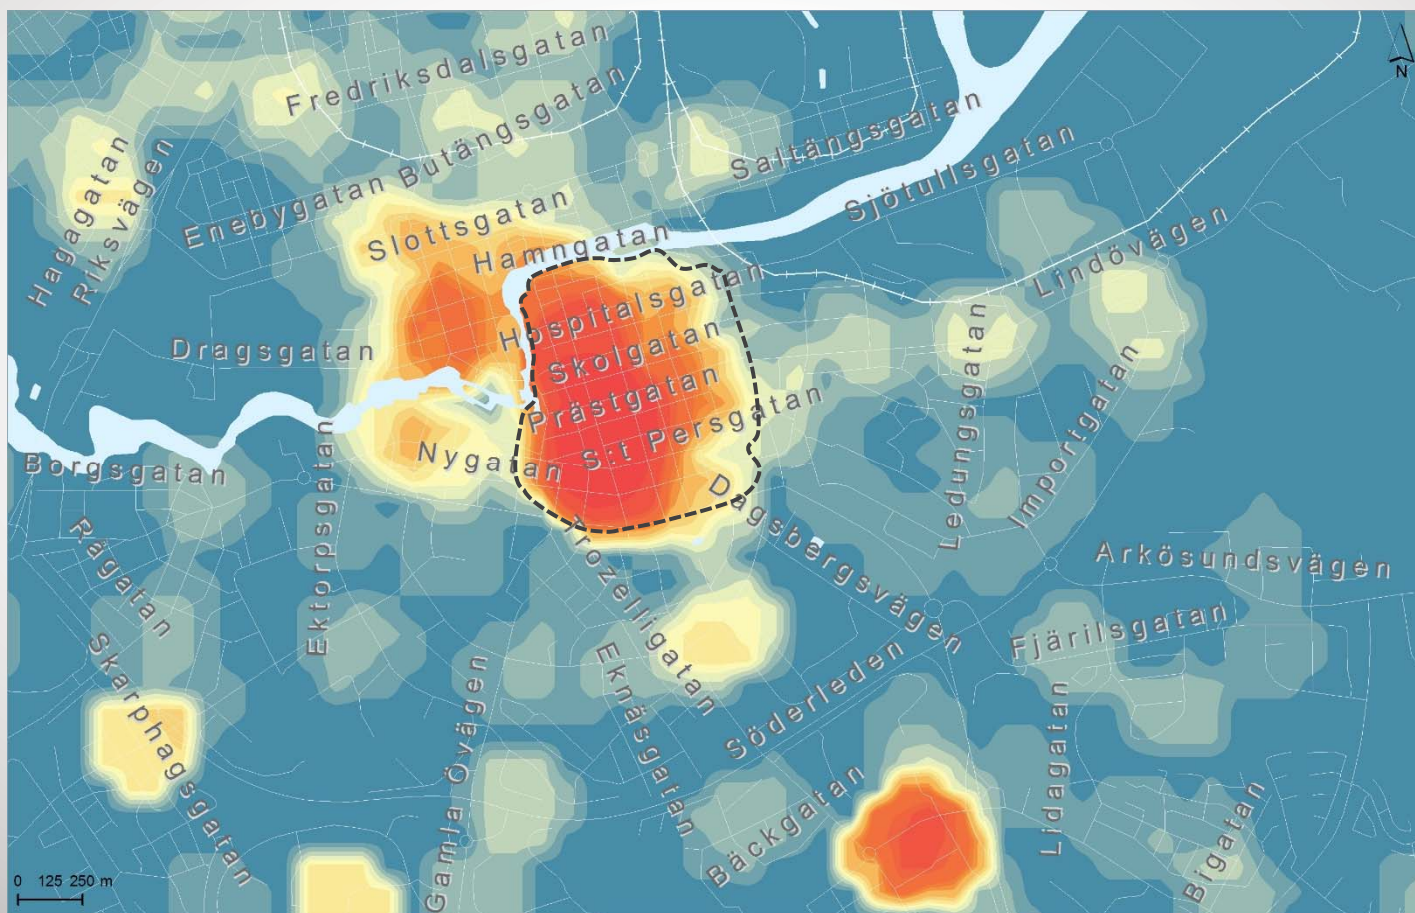 Fredriksdalsgatan
N
Butängsgatan
Saltängsgatan
Hagagatan
Riksvägen
Enebygatan
Sjötullsgatan
Slottsgatan
Hamngatan
Lindövägen
Hospitalsgatan
Dragsgatan
Skolgatan
Ledungsgatan
Importgatan
Prästgatan
S:t Persgatan
Nygatan
Borgsgatan
Ektorpsgatan
Dagsbergsvägen
Rågatan
Trozelligatan
Arkösundsvägen
Fjärilsgatan
Skarphagsgatan
Eknäsgatan
Söderleden
Gamla Övägen
Lidagatan
Bäckgatan
Bigatan
0 125 250 m